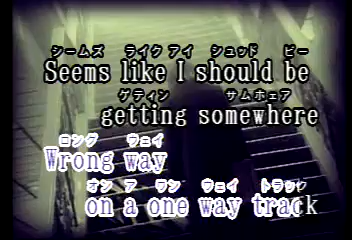 シームズ ライク アイ シュッド ビー
Seems like I should be
ゲティン サムホェア
getting somewhere
ロング ウェイ
Wrong way
オン ア ワン ウェイ トラック
on a one way track